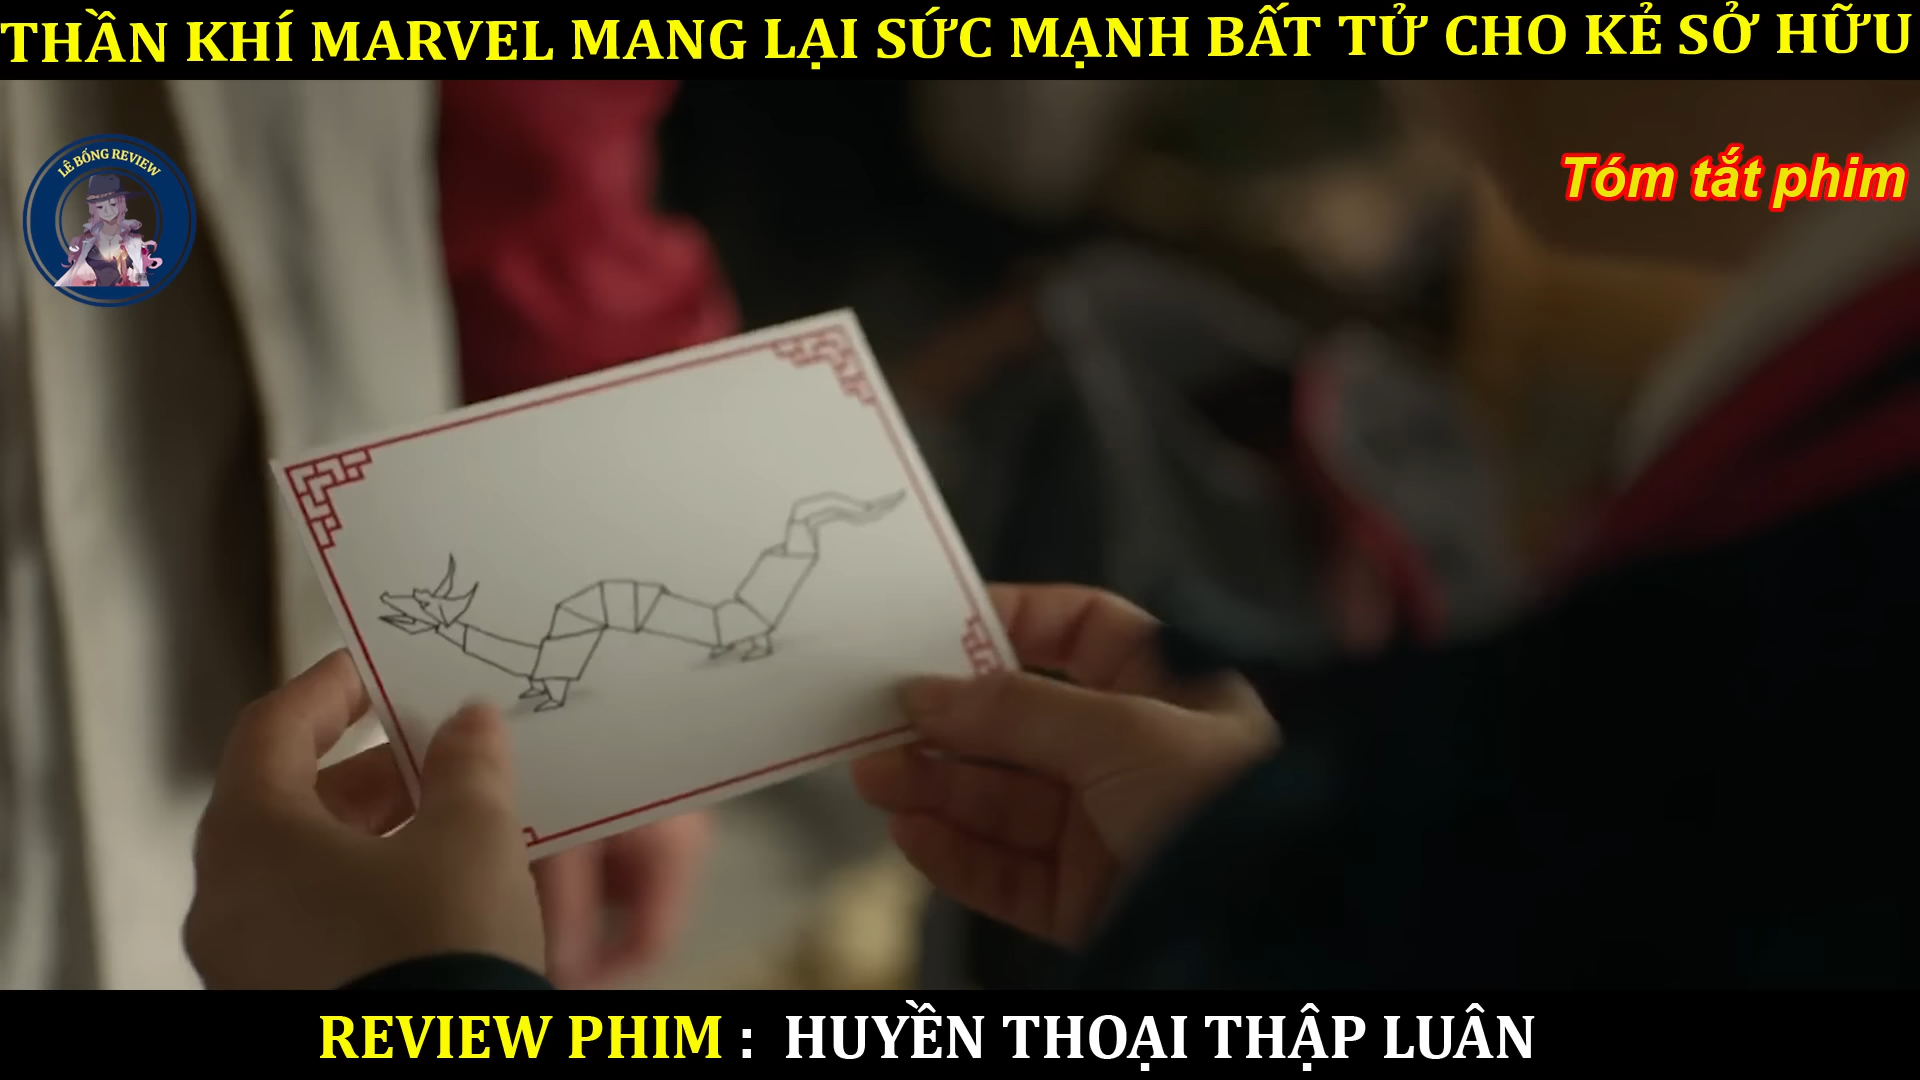 THẦN KHÍ MARVEL MANG LẠI SỨC MẠNH BẤT TỬ CHO KẺ SỞ HỮU
LÊ BỐNG REVIEW
Tóm tắt phim
REVIEW PHIM : HUYỀN THOẠI THẬP LUÂN